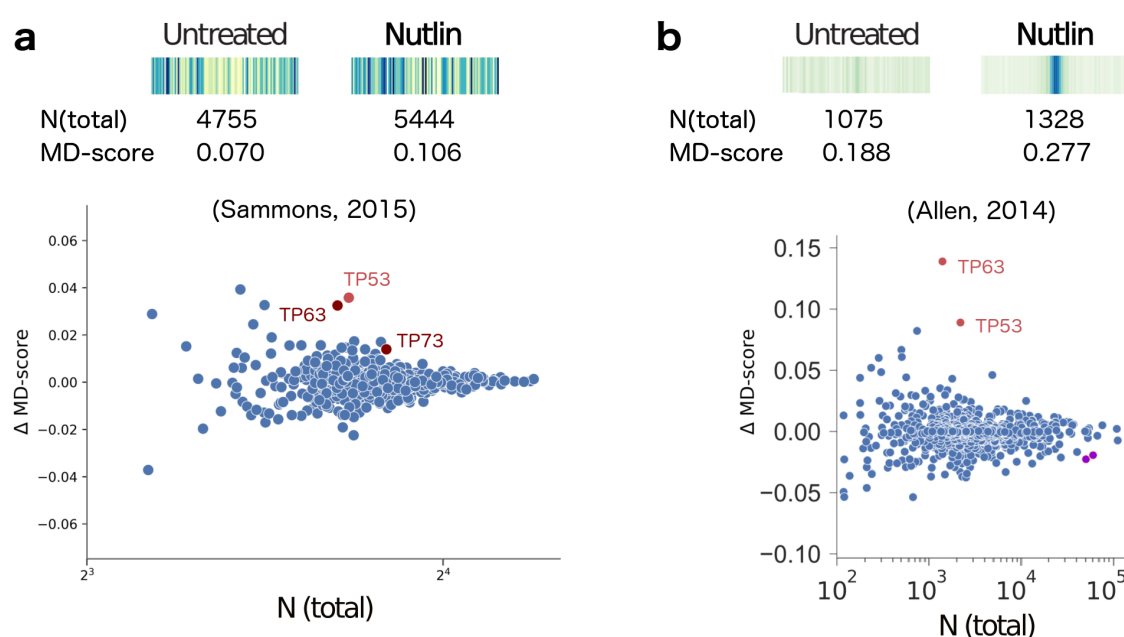 a
Untreated Nutlin
N(total) 4755 5444
MD-score 0.070 0.106
(Sammons, 2015)
0.06
0.04
0.02
0.00
−0.02
−0.04
−0.06
Δ MD-score
TP53
TP63
TP73
2³ 2⁴
N (total)
b
Untreated Nutlin
N(total) 1075 1328
MD-score 0.188 0.277
(Allen, 2014)
0.15
0.10
0.05
0.00
−0.05
−0.10
Δ MD-score
TP63
TP53
10² 10³ 10⁴ 10⁵
N (total)